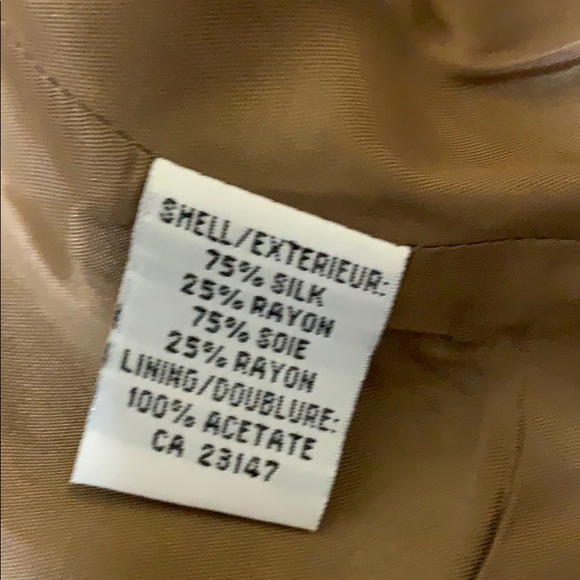 SHELL/EXTERIEUR:
75% SILK
25% RAYON
75% SOIE
25% RAYON
LINING/DOUBLURE:
100% ACETATE
CA 23147